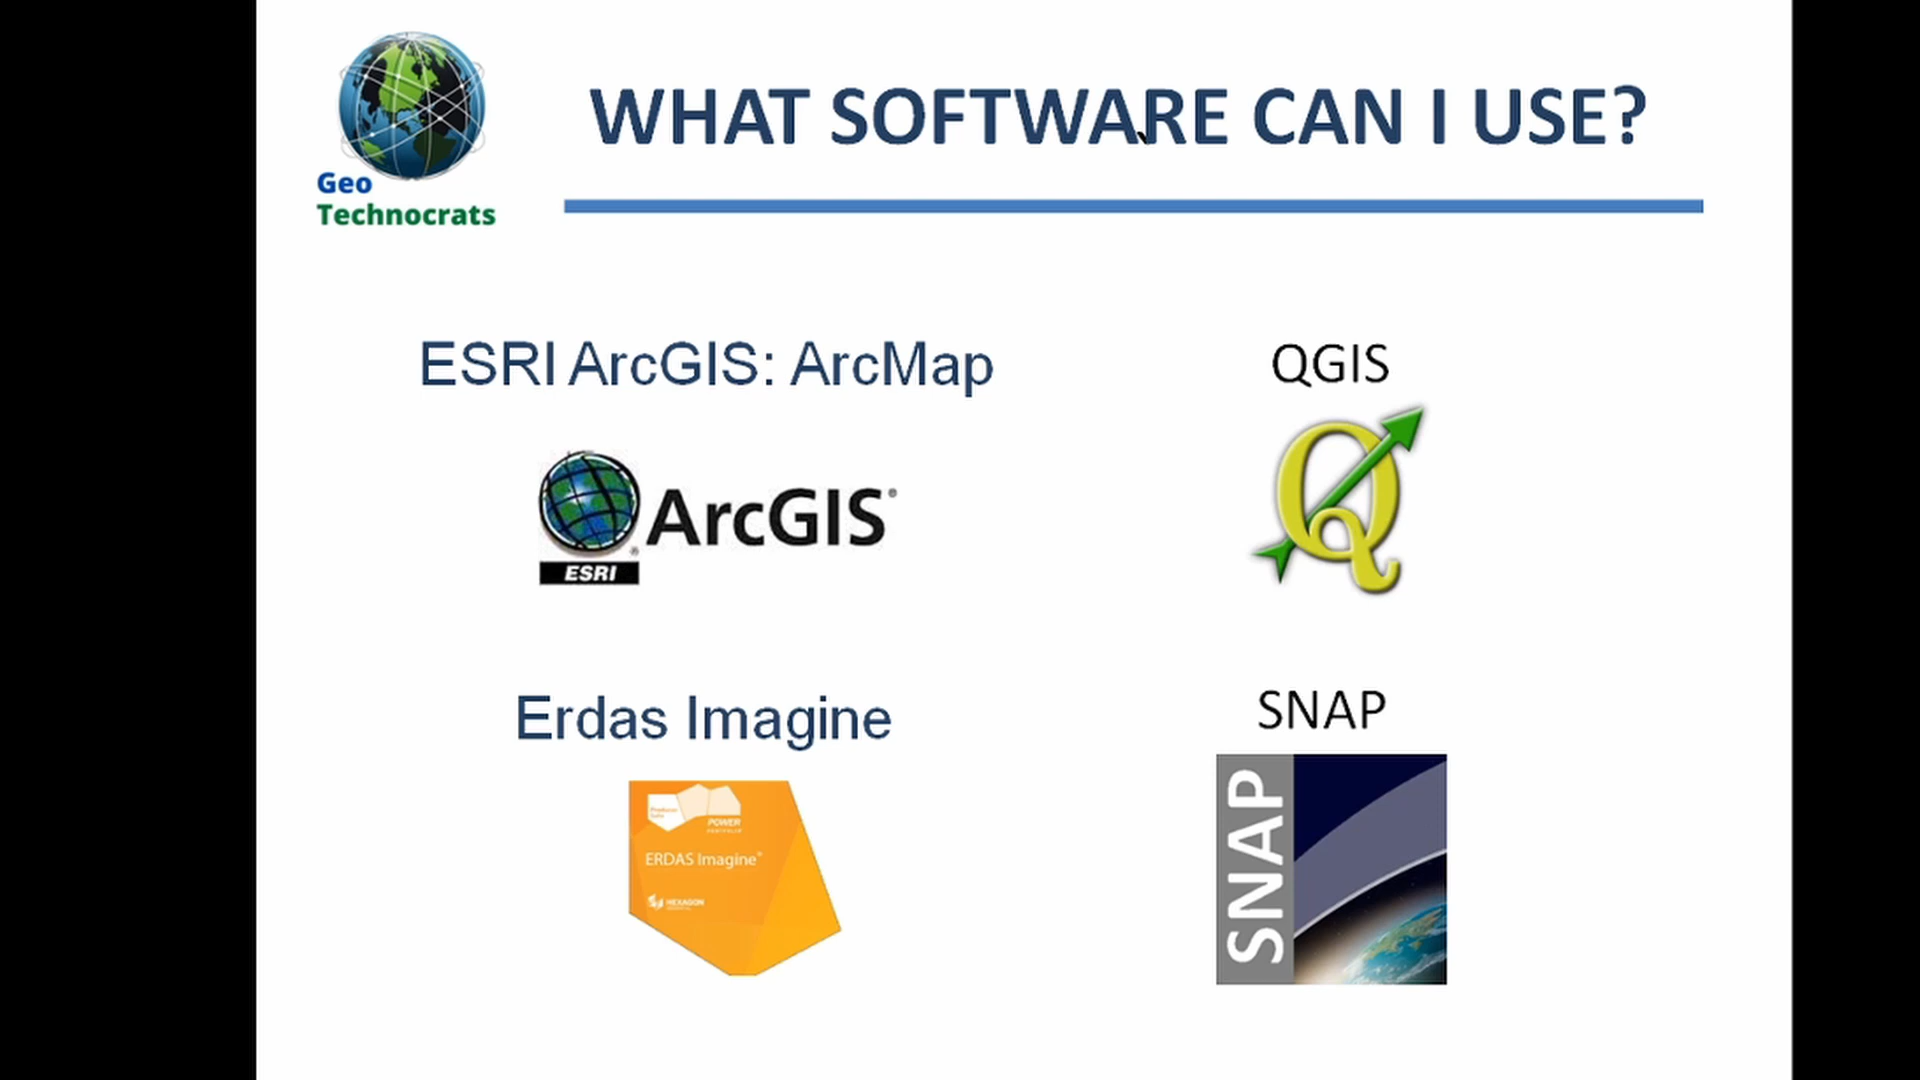 WHAT SOFTWARE CAN I USE?
Geo
Technocrats
ESRI ArcGIS: ArcMap
QGIS
ArcGIS®
ESRI
Erdas Imagine
SNAP
POWER
ERDAS Imagine®
HEXAGON
SNAP